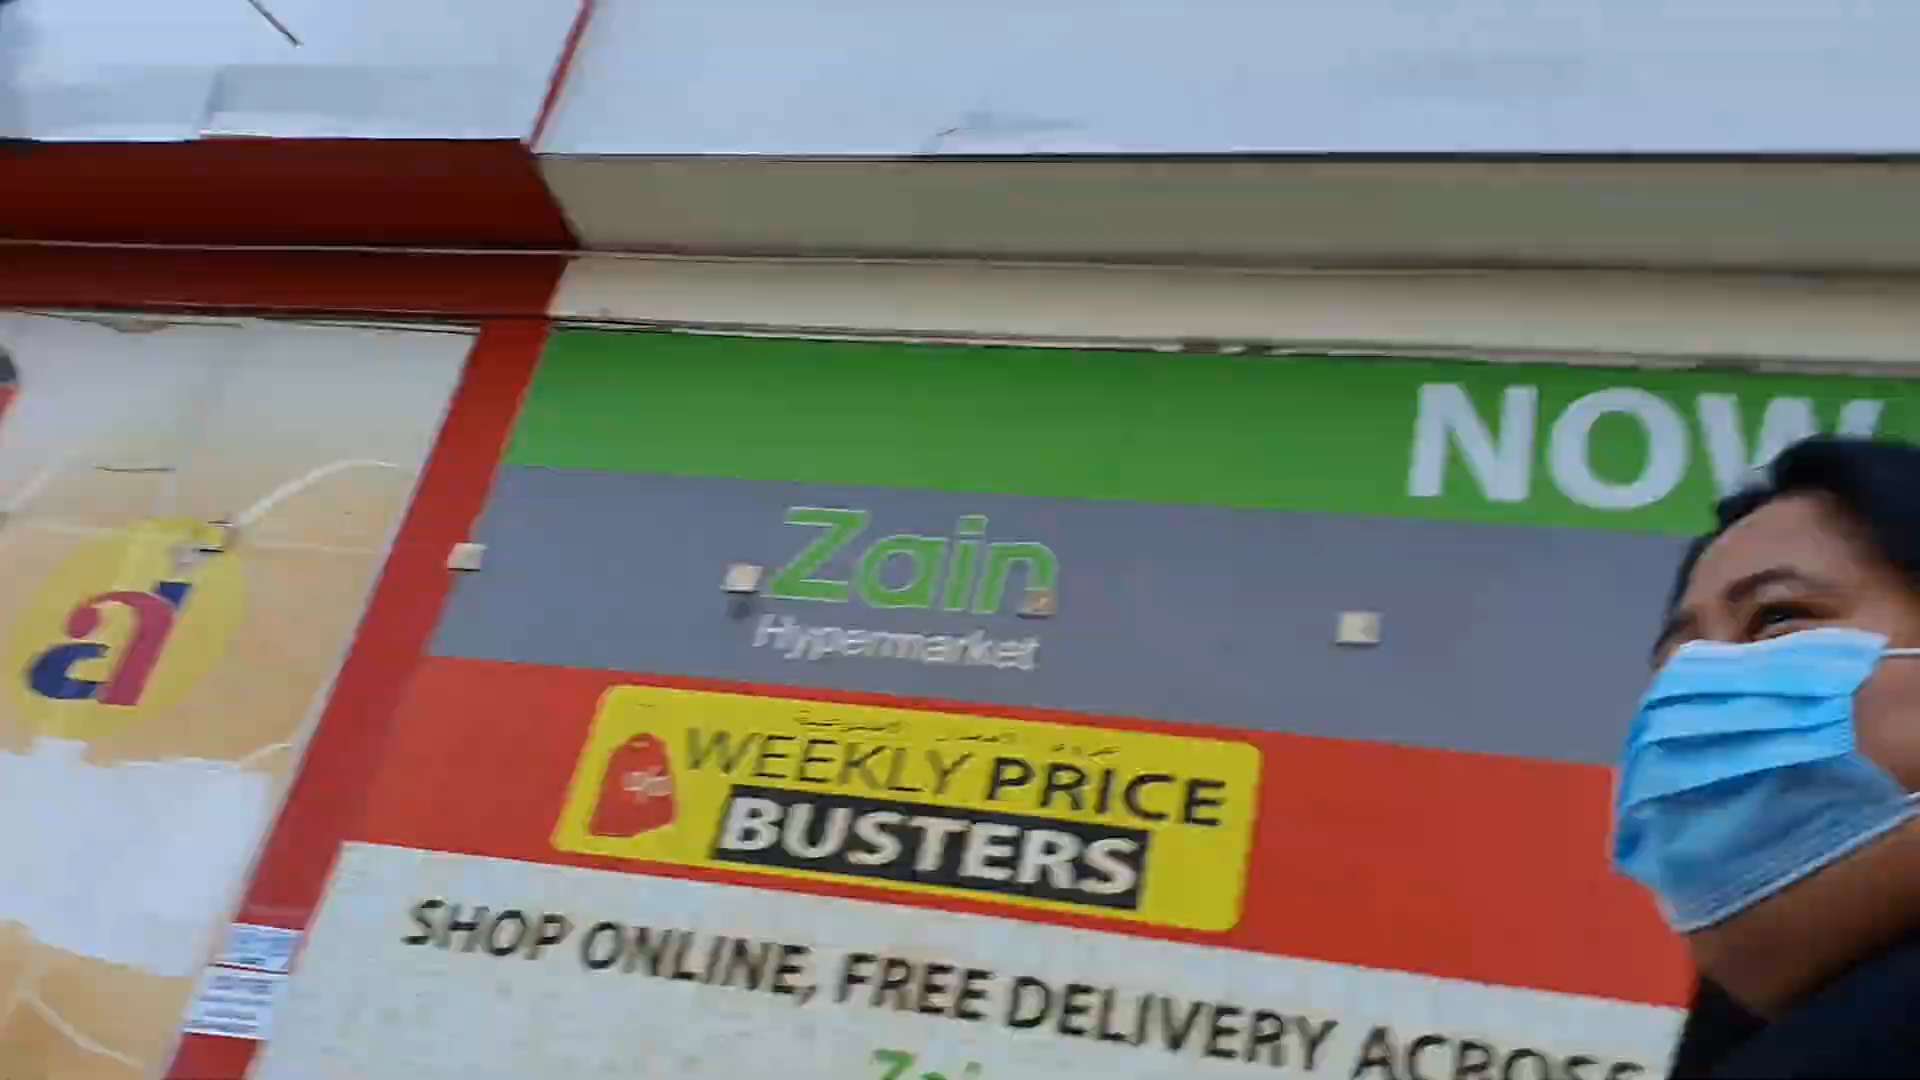 NOW
Zain
Hypermarket
WEEKLY PRICE
BUSTERS
SHOP ONLINE, FREE DELIVERY ACROSS